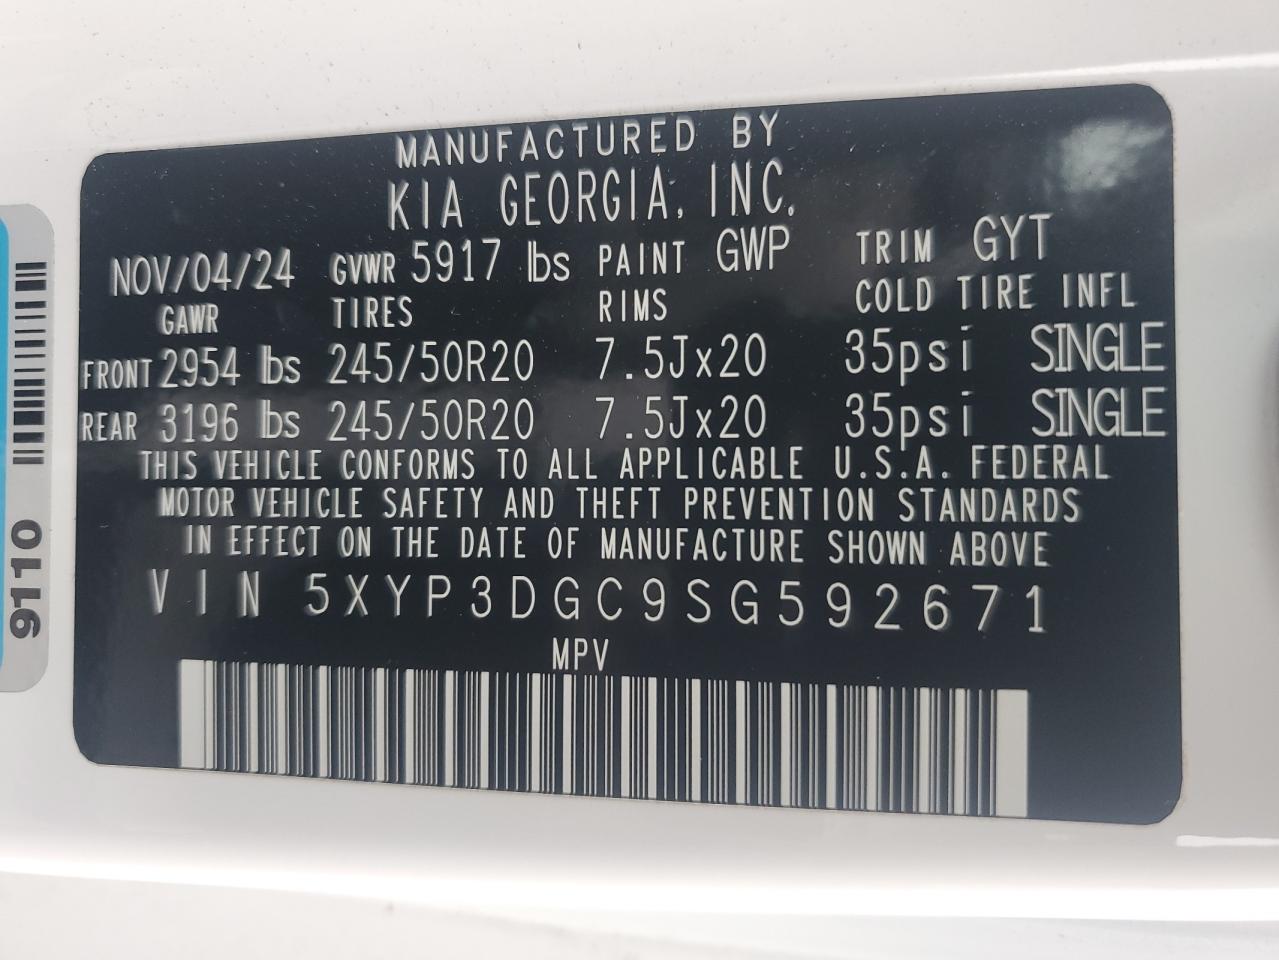 MANUFACTURED BY
KIA GEORGIA, INC.
NOV/04/24 GVWR 5917 lbs PAINT GWP TRIM GYT
GAWR TIRES RIMS COLD TIRE INFL
FRONT 2954 lbs 245/50R20 7.5Jx20 35psi SINGLE
REAR 3196 lbs 245/50R20 7.5Jx20 35psi SINGLE
THIS VEHICLE CONFORMS TO ALL APPLICABLE U.S.A. FEDERAL
MOTOR VEHICLE SAFETY AND THEFT PREVENTION STANDARDS
IN EFFECT ON THE DATE OF MANUFACTURE SHOWN ABOVE
VIN 5XYP3DGC9SG592671
MPV
9110